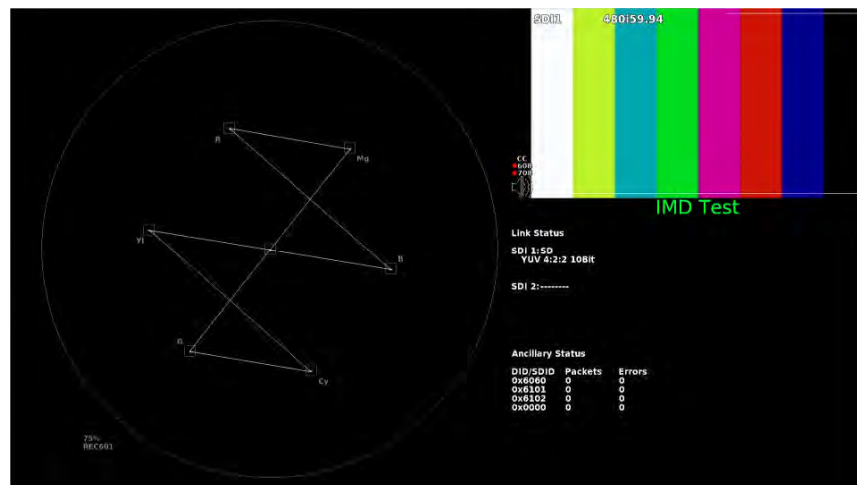 SDI1 480i59.94
R
Mg
CC
608
708
IMD Test
Yl
B
Link Status
SDI 1:SD
YUV 4:2:2 10Bit
SDI 2:--------
G
Cy
Ancillary Status
DID/SDID Packets Errors
0x6060 0 0
0x6101 0 0
0x6102 0 0
0x0000 0 0
75%
REC601